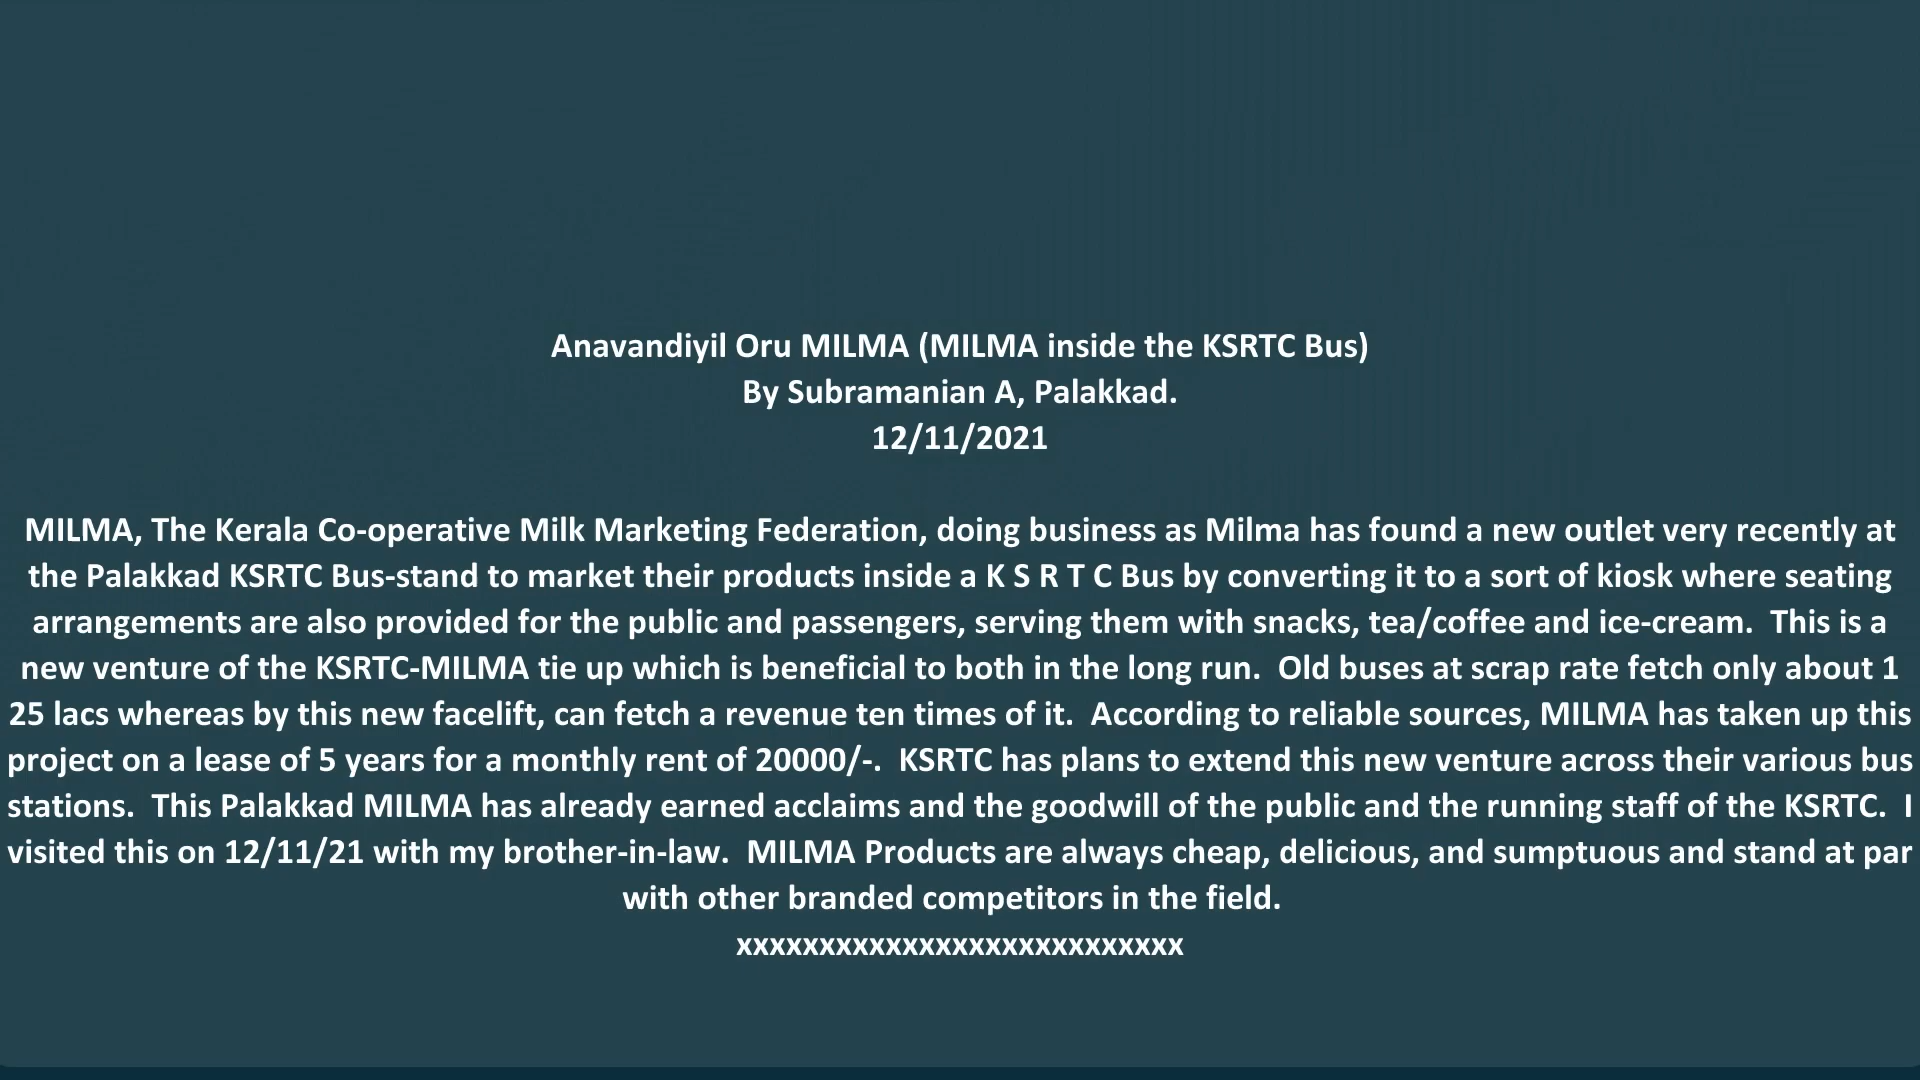 Anavandiyil Oru MILMA (MILMA inside the KSRTC Bus)
By Subramanian A, Palakkad.
12/11/2021
MILMA, The Kerala Co-operative Milk Marketing Federation, doing business as Milma has found a new outlet very recently at
the Palakkad KSRTC Bus-stand to market their products inside a K S R T C Bus by converting it to a sort of kiosk where seating
arrangements are also provided for the public and passengers, serving them with snacks, tea/coffee and ice-cream.  This is a
new venture of the KSRTC-MILMA tie up which is beneficial to both in the long run.  Old buses at scrap rate fetch only about 1
25 lacs whereas by this new facelift, can fetch a revenue ten times of it.  According to reliable sources, MILMA has taken up this
project on a lease of 5 years for a monthly rent of 20000/-.  KSRTC has plans to extend this new venture across their various bus
stations.  This Palakkad MILMA has already earned acclaims and the goodwill of the public and the running staff of the KSRTC.  I
visited this on 12/11/21 with my brother-in-law.  MILMA Products are always cheap, delicious, and sumptuous and stand at par
with other branded competitors in the field.
xxxxxxxxxxxxxxxxxxxxxxxxxxx